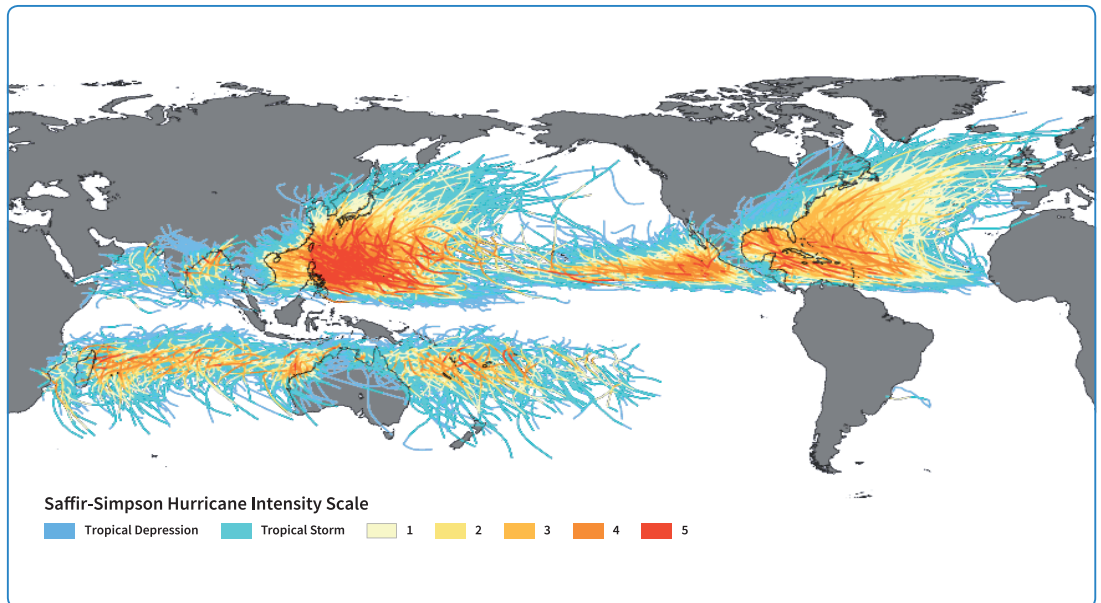 Saffir-Simpson Hurricane Intensity Scale
Tropical Depression Tropical Storm 1 2 3 4 5